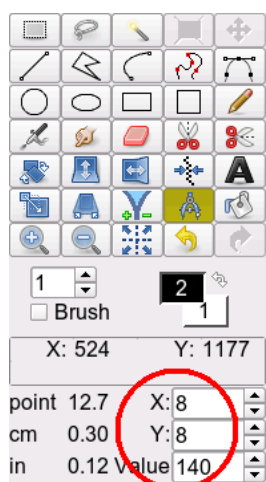 A
1
2
Brush
1
X: 524 Y: 1177
point 12.7 X: 8
cm 0.30 Y: 8
in 0.12 Value 140